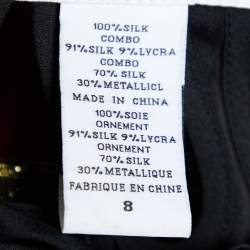 100% SILK
COMBO
91% SILK 9% LYCRA
COMBO
70% SILK
30% METALLICL
MADE IN CHINA
100% SOIE
ORNEMENT
91% SILK 9% LYCRA
ORNEMENT
70% SILK
30% METALLIQUE
FABRIQUE EN CHINE
8